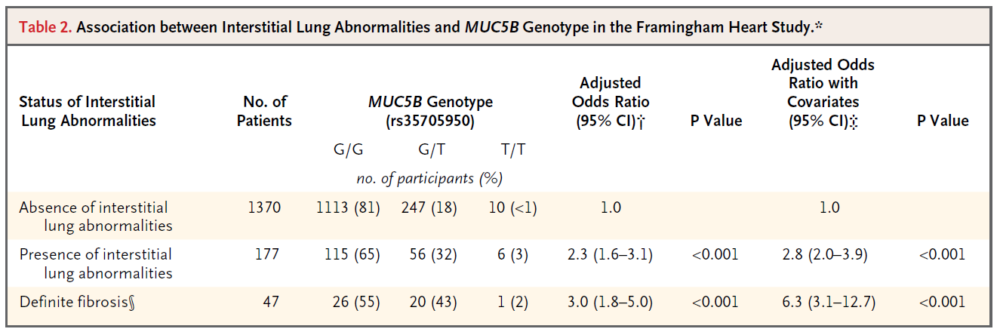 Table 2. Association between Interstitial Lung Abnormalities and MUC5B Genotype in the Framingham Heart Study.*
Status of Interstitial Lung Abnormalities
No. of Patients
MUC5B Genotype (rs35705950)
Adjusted Odds Ratio (95% CI)†
P Value
Adjusted Odds Ratio with Covariates (95% CI)‡
P Value
G/G G/T T/T
no. of participants (%)
Absence of interstitial lung abnormalities 1370 1113 (81) 247 (18) 10 (<1) 1.0 1.0
Presence of interstitial lung abnormalities 177 115 (65) 56 (32) 6 (3) 2.3 (1.6–3.1) <0.001 2.8 (2.0–3.9) <0.001
Definite fibrosis§ 47 26 (55) 20 (43) 1 (2) 3.0 (1.8–5.0) <0.001 6.3 (3.1–12.7) <0.001